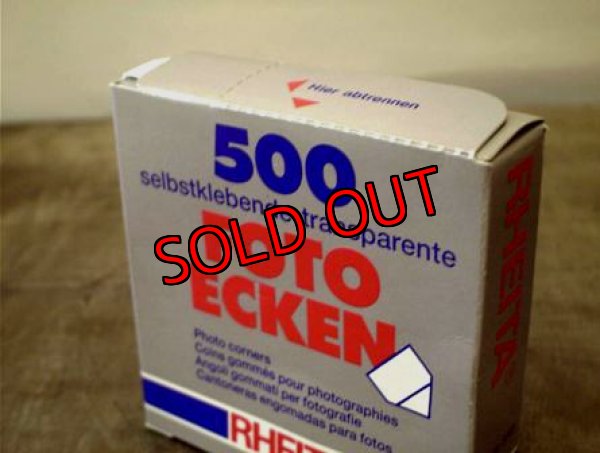 Hier abtrennen
500
selbstklebende transparente
SOLD OUT
FOTO
ECKEN
Photo corners
Coins gommés pour photographies
Angoli gommati per fotografie
Cantoneras engomadas para fotos
RHEITA
RHEITA